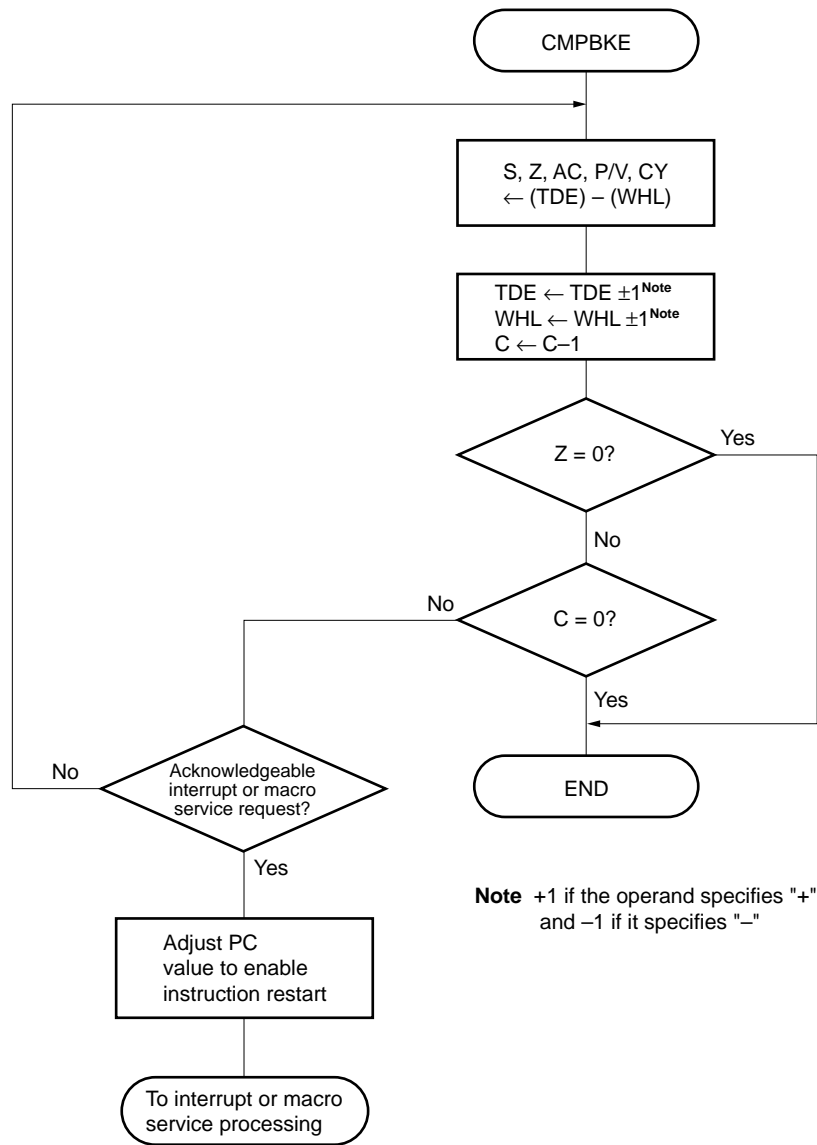 CMPBKE
S, Z, AC, P/V, CY
← (TDE) – (WHL)
TDE ← TDE ±1Note
WHL ← WHL ±1Note
C ← C–1
Z = 0?
Yes
No
C = 0?
No
Yes
END
Acknowledgeable
interrupt or macro
service request?
No
Yes
Note +1 if the operand specifies "+"
and –1 if it specifies "–"
Adjust PC
value to enable
instruction restart
To interrupt or macro
service processing